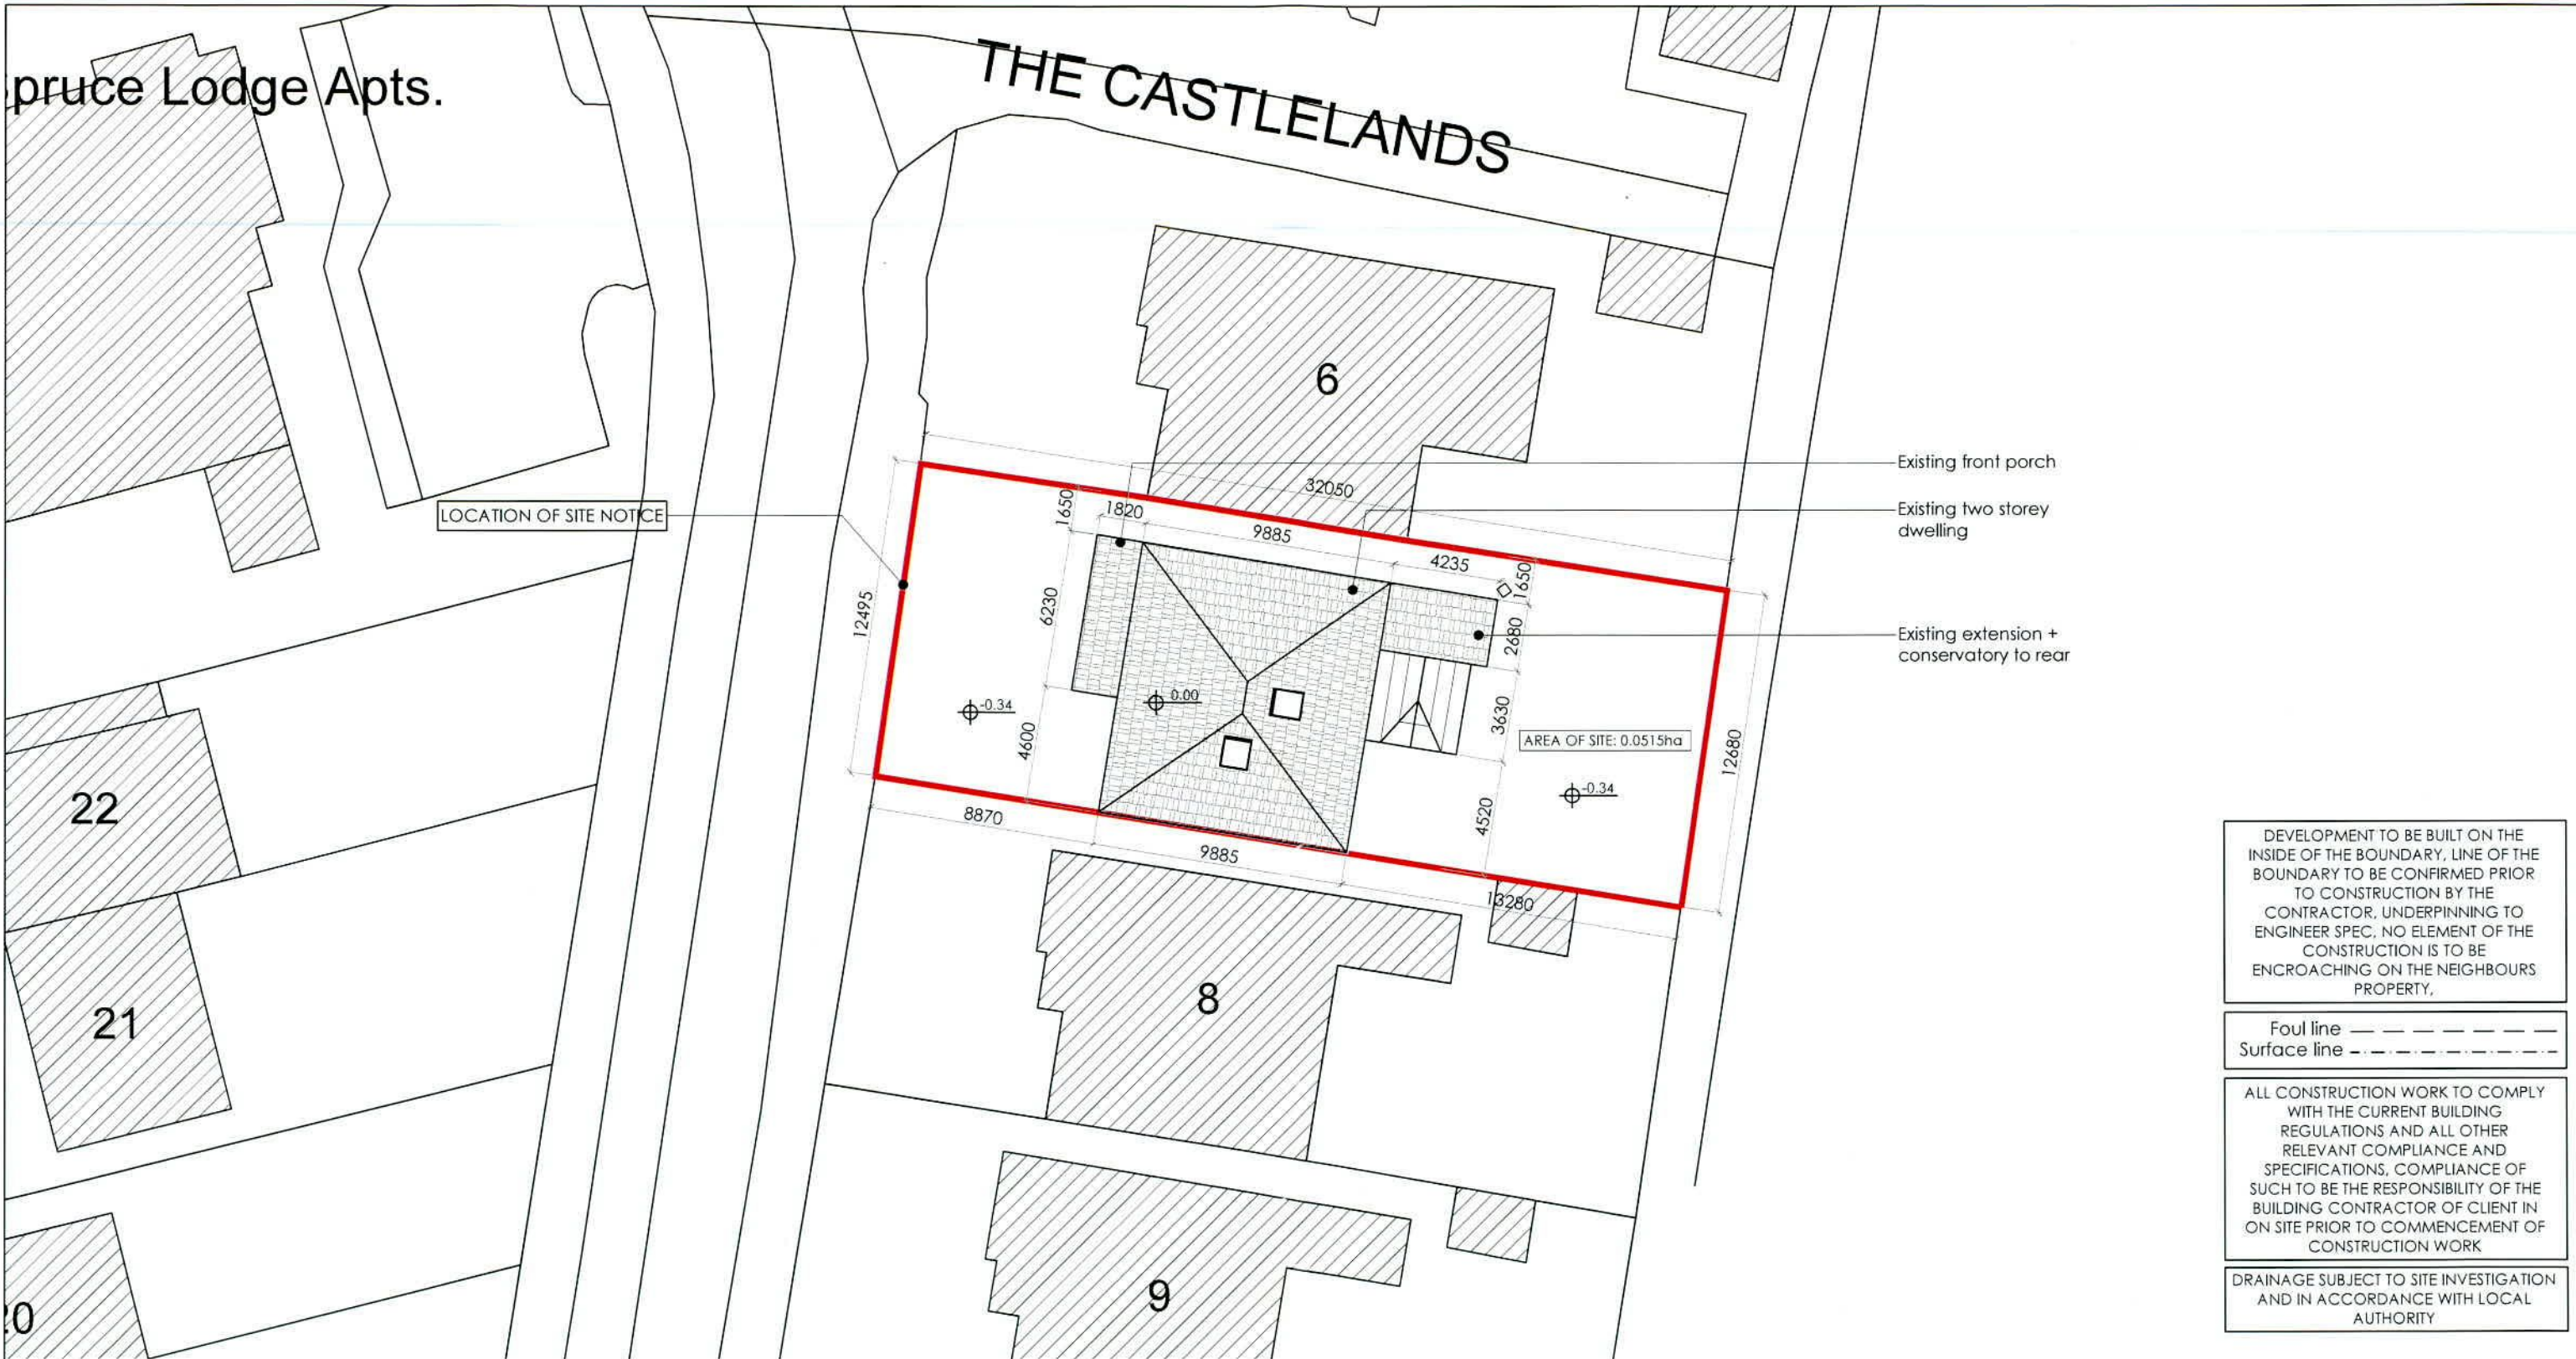 pruce Lodge Apts.
THE CASTLELANDS
6
Existing front porch
32050
LOCATION OF SITE NOTICE
1650
1820
Existing two storey
dwelling
9885
4235
1650
12495
6230
2680
Existing extension +
conservatory to rear
0.00
-0.34
3630
4600
AREA OF SITE: 0.0515ha
12680
-0.34
22
8870
4520
9885
13280
8
21
9
20
DEVELOPMENT TO BE BUILT ON THE
INSIDE OF THE BOUNDARY, LINE OF THE
BOUNDARY TO BE CONFIRMED PRIOR
TO CONSTRUCTION BY THE
CONTRACTOR, UNDERPINNING TO
ENGINEER SPEC, NO ELEMENT OF THE
CONSTRUCTION IS TO BE
ENCROACHING ON THE NEIGHBOURS
PROPERTY,
Foul line
Surface line
ALL CONSTRUCTION WORK TO COMPLY
WITH THE CURRENT BUILDING
REGULATIONS AND ALL OTHER
RELEVANT COMPLIANCE AND
SPECIFICATIONS, COMPLIANCE OF
SUCH TO BE THE RESPONSIBILITY OF THE
BUILDING CONTRACTOR OF CLIENT IN
ON SITE PRIOR TO COMMENCEMENT OF
CONSTRUCTION WORK
DRAINAGE SUBJECT TO SITE INVESTIGATION
AND IN ACCORDANCE WITH LOCAL
AUTHORITY